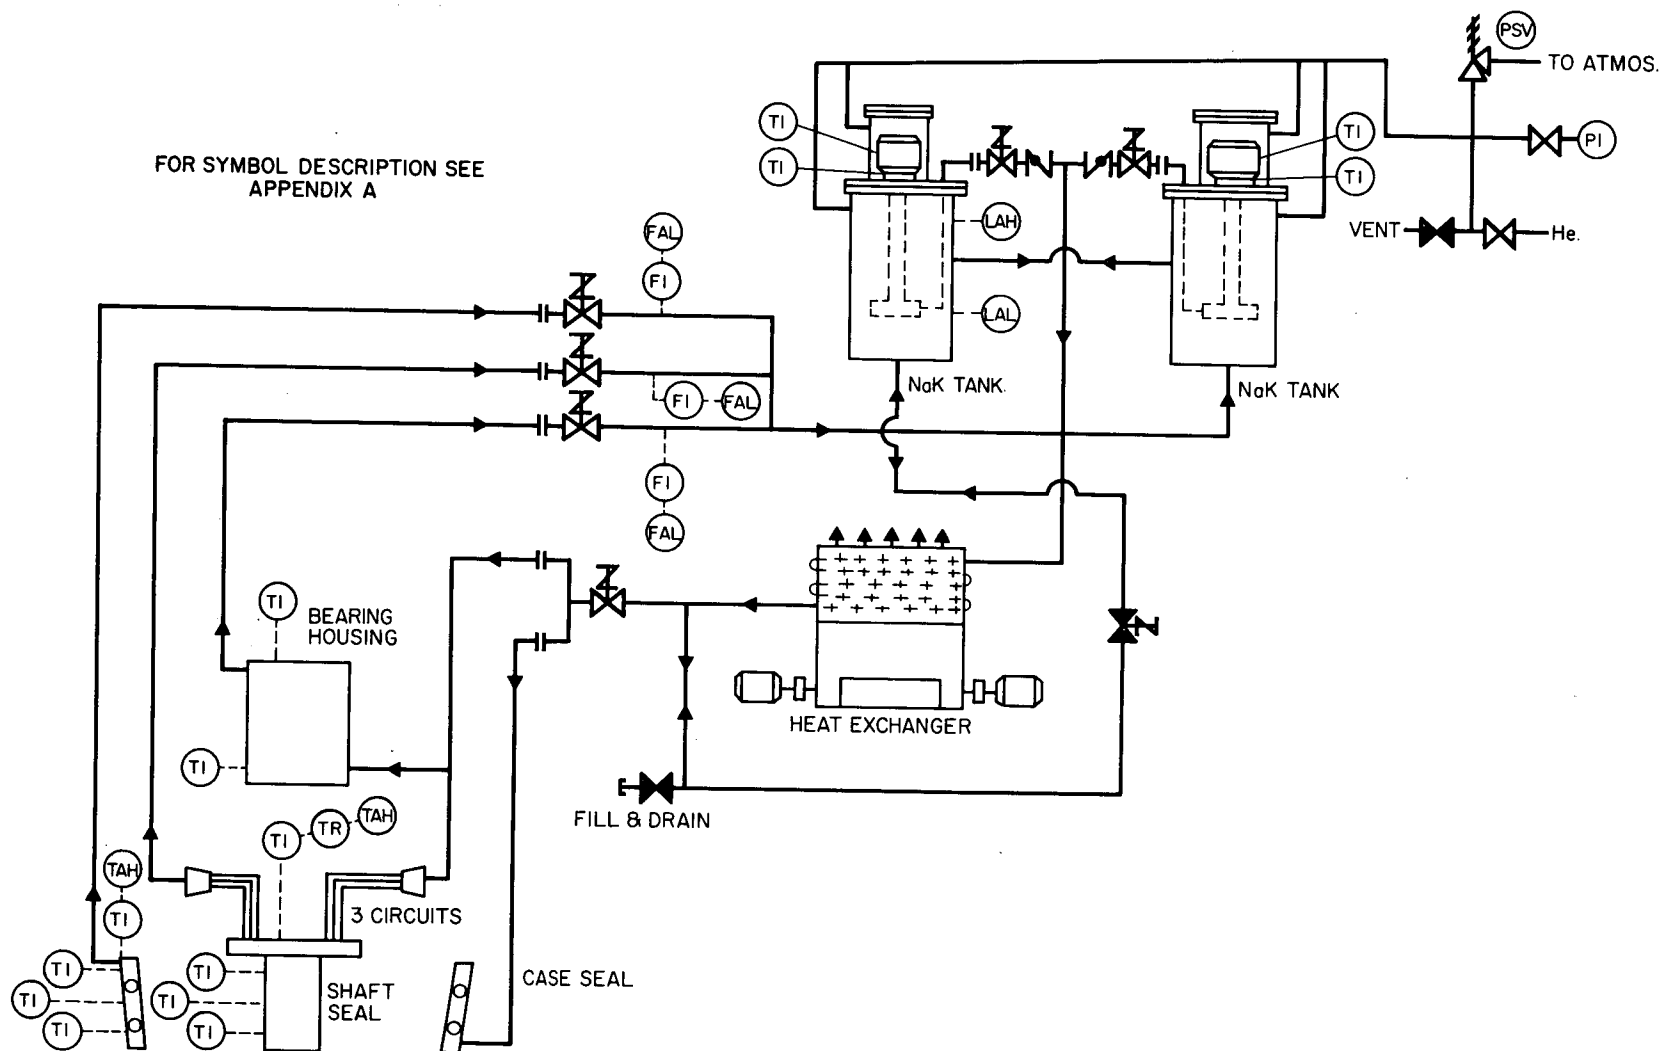 PSV
TO ATMOS.
TI
TI
TI
PI
TI
FOR SYMBOL DESCRIPTION SEE
APPENDIX A
FAL
LAH
VENT
He.
FI
LAL
NaK TANK.
NaK TANK
FI
FAL
FI
FAL
TI
BEARING
HOUSING
HEAT EXCHANGER
TI
FILL & DRAIN
TI
TR
TAH
TAH
3 CIRCUITS
TI
TI
TI
CASE SEAL
TI
TI
SHAFT
SEAL
TI
TI